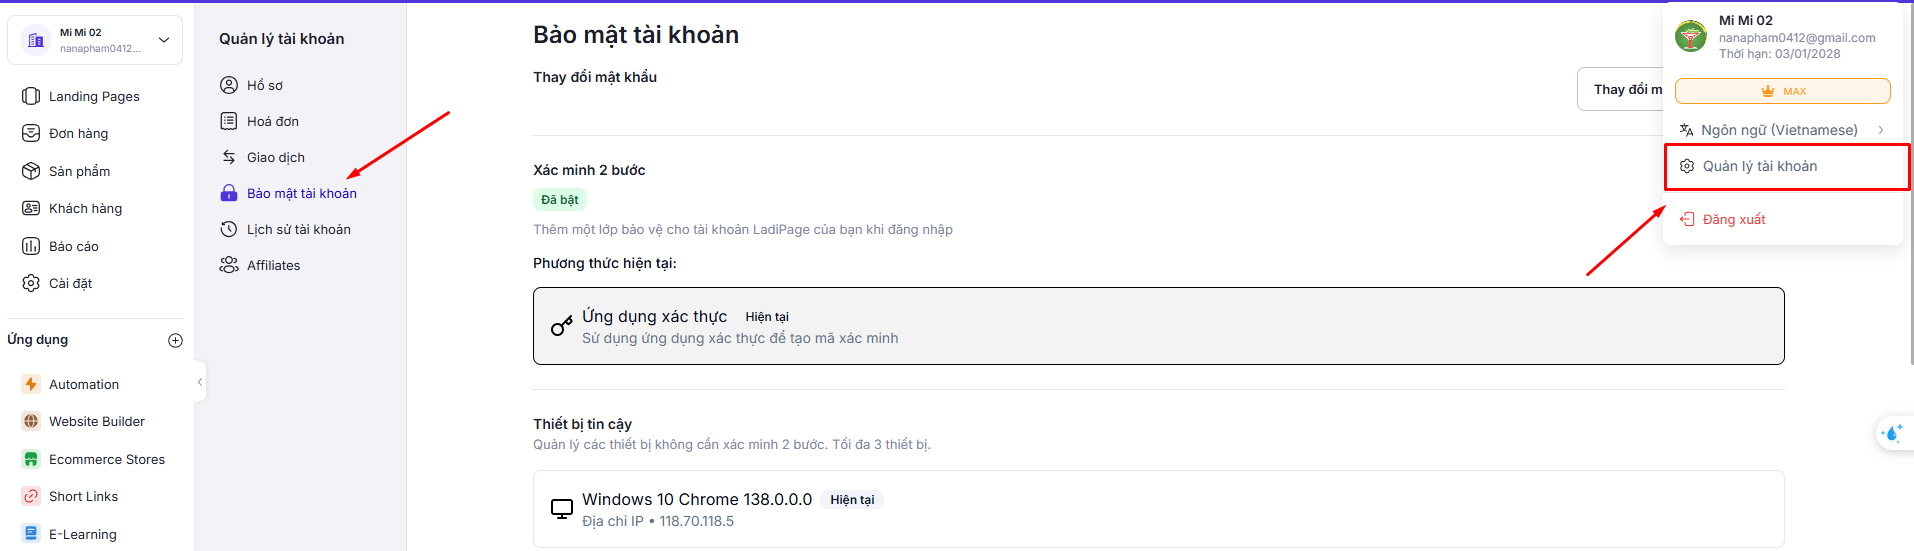 Mi Mi 02
nanapham0412...
Landing Pages
Đơn hàng
Sản phẩm
Khách hàng
Báo cáo
Cài đặt
Ứng dụng
Automation
Website Builder
Ecommerce Stores
Short Links
E-Learning
Quản lý tài khoản
Hồ sơ
Hoá đơn
Giao dịch
Bảo mật tài khoản
Lịch sử tài khoản
Affiliates
Bảo mật tài khoản
Thay đổi mật khẩu
Thay đổi m
Xác minh 2 bước
Đã bật
Thêm một lớp bảo vệ cho tài khoản LadiPage của bạn khi đăng nhập
Phương thức hiện tại:
Ứng dụng xác thực Hiện tại
Sử dụng ứng dụng xác thực để tạo mã xác minh
Thiết bị tin cậy
Quản lý các thiết bị không cần xác minh 2 bước. Tối đa 3 thiết bị.
Windows 10 Chrome 138.0.0.0 Hiện tại
Địa chỉ IP • 118.70.118.5
Mi Mi 02
nanapham0412@gmail.com
Thời hạn: 03/01/2028
MAX
Ngôn ngữ (Vietnamese)
Quản lý tài khoản
Đăng xuất